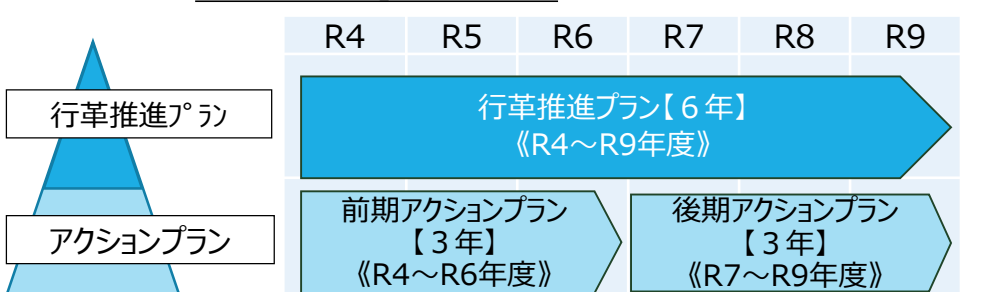 R4 R5 R6 R7 R8 R9
行革推進ﾌﾟﾗﾝ
行革推進プラン【６年】
《R4～R9年度》
アクションプラン
前期アクションプラン
【３年】
《R4～R6年度》
後期アクションプラン
【３年】
《R7～R9年度》